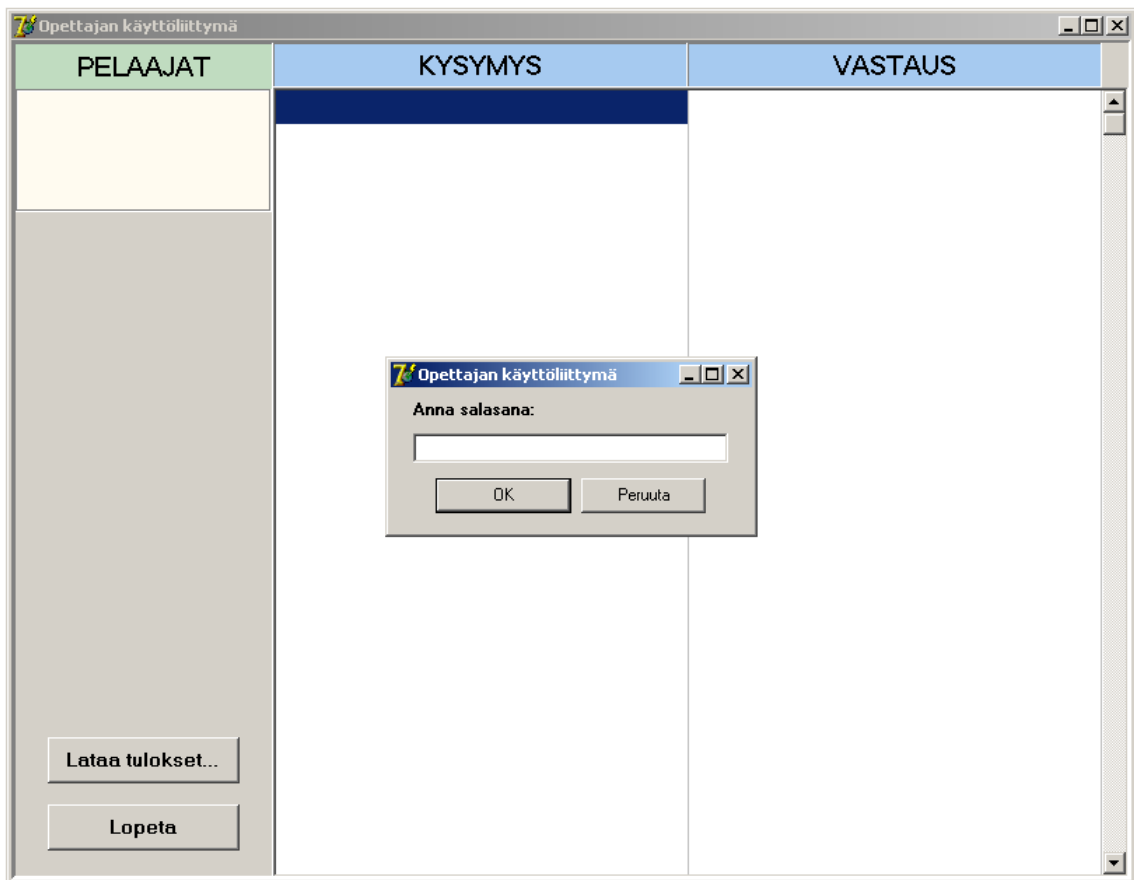 Opettajan käyttöliittymä
PELAAJAT KYSYMYS VASTAUS
Opettajan käyttöliittymä
Anna salasana:
OK Peruuta
Lataa tulokset...
Lopeta